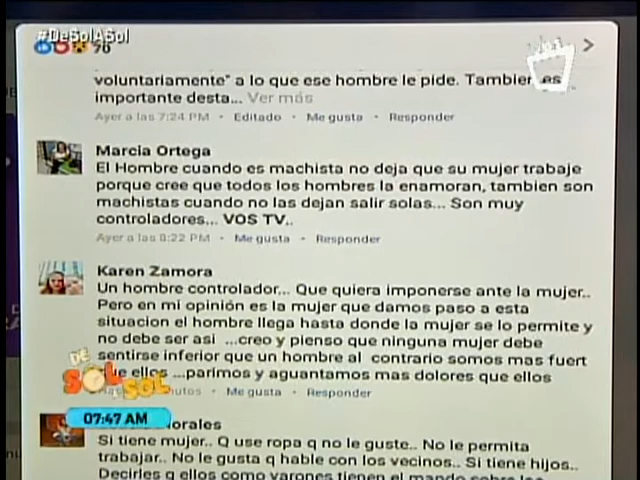 #DeSolASol
96
voluntariamente" a lo que ese hombre le pide. Tambien es
importante desta... Ver más
Ayer a las 7:24 PM · Editado · Me gusta · Responder
Marcia Ortega
El Hombre cuando es machista no deja que su mujer trabaje
porque cree que todos los hombres la enamoran, tambien son
machistas cuando no las dejan salir solas... Son muy
controladores... VOS TV..
Ayer a las 8:22 PM · Me gusta · Responder
Karen Zamora
Un hombre controlador... Que quiera imponerse ante la mujer..
Pero en mi opinión es la mujer que damos paso a esta
situacion el hombre llega hasta donde la mujer se lo permite y
no debe ser asi ...creo y pienso que ninguna mujer debe
sentirse inferior que un hombre al contrario somos mas fuert
ellos ...parimos y aguantamos mas dolores que ellos
Me gusta · Responder
DE SOL A SOL
07:47 AM
Si tiene mujer.. Q use ropa q no le guste.. No le permita
trabajar.. No le gusta q hable con los vecinos.. Si tiene hijos..
Decirles q ellos como varones tienen el mando sobre